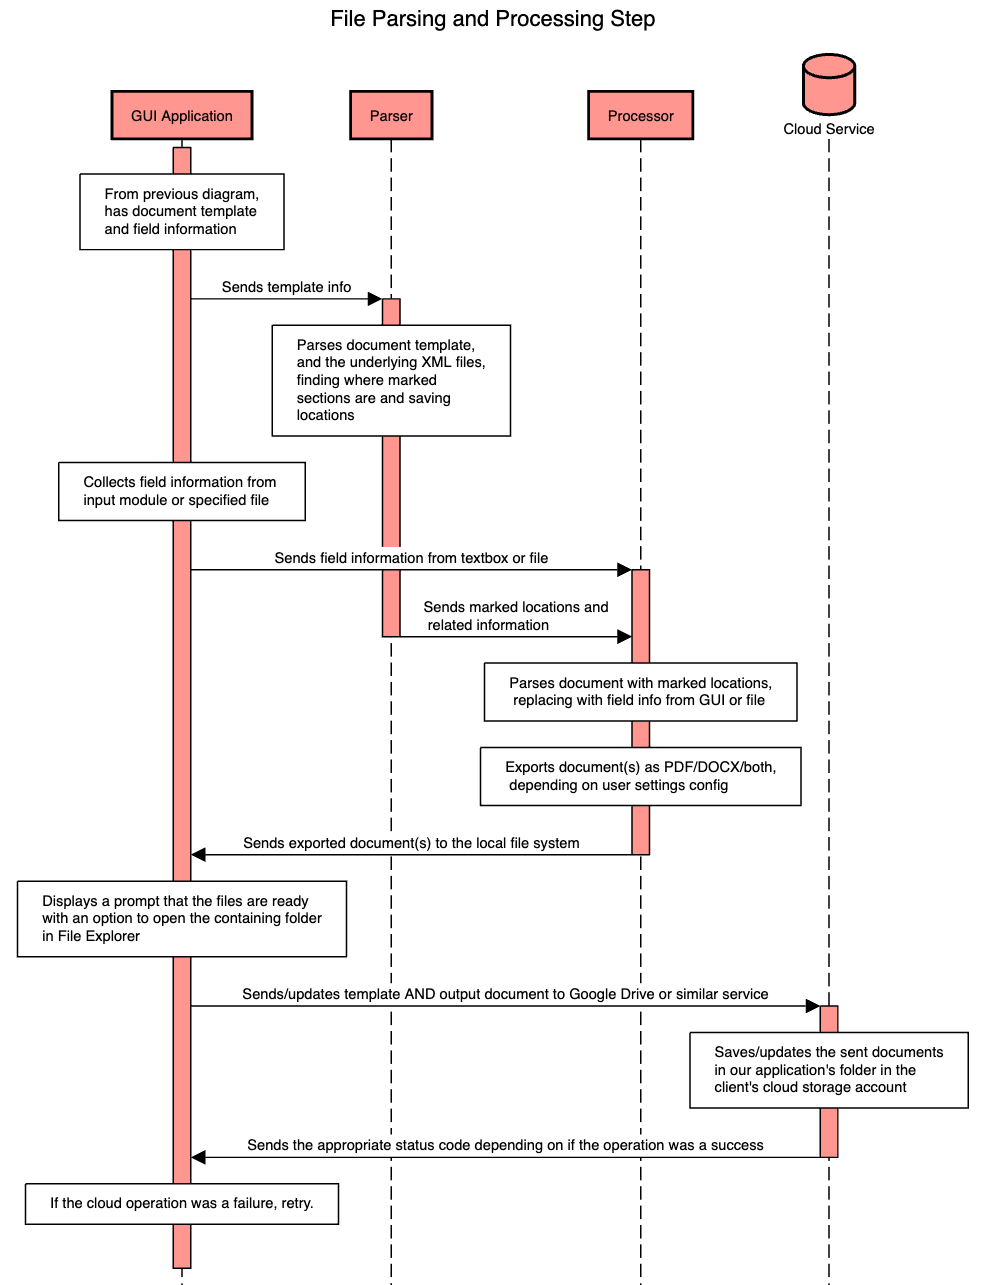 File Parsing and Processing Step
GUI Application
Parser
Processor
Cloud Service
From previous diagram,
has document template
and field information
Sends template info
Parses document template,
and the underlying XML files,
finding where marked
sections are and saving
locations
Collects field information from
input module or specified file
Sends field information from textbox or file
Sends marked locations and
related information
Parses document with marked locations,
replacing with field info from GUI or file
Exports document(s) as PDF/DOCX/both,
depending on user settings config
Sends exported document(s) to the local file system
Displays a prompt that the files are ready
with an option to open the containing folder
in File Explorer
Sends/updates template AND output document to Google Drive or similar service
Saves/updates the sent documents
in our application's folder in the
client's cloud storage account
Sends the appropriate status code depending on if the operation was a success
If the cloud operation was a failure, retry.